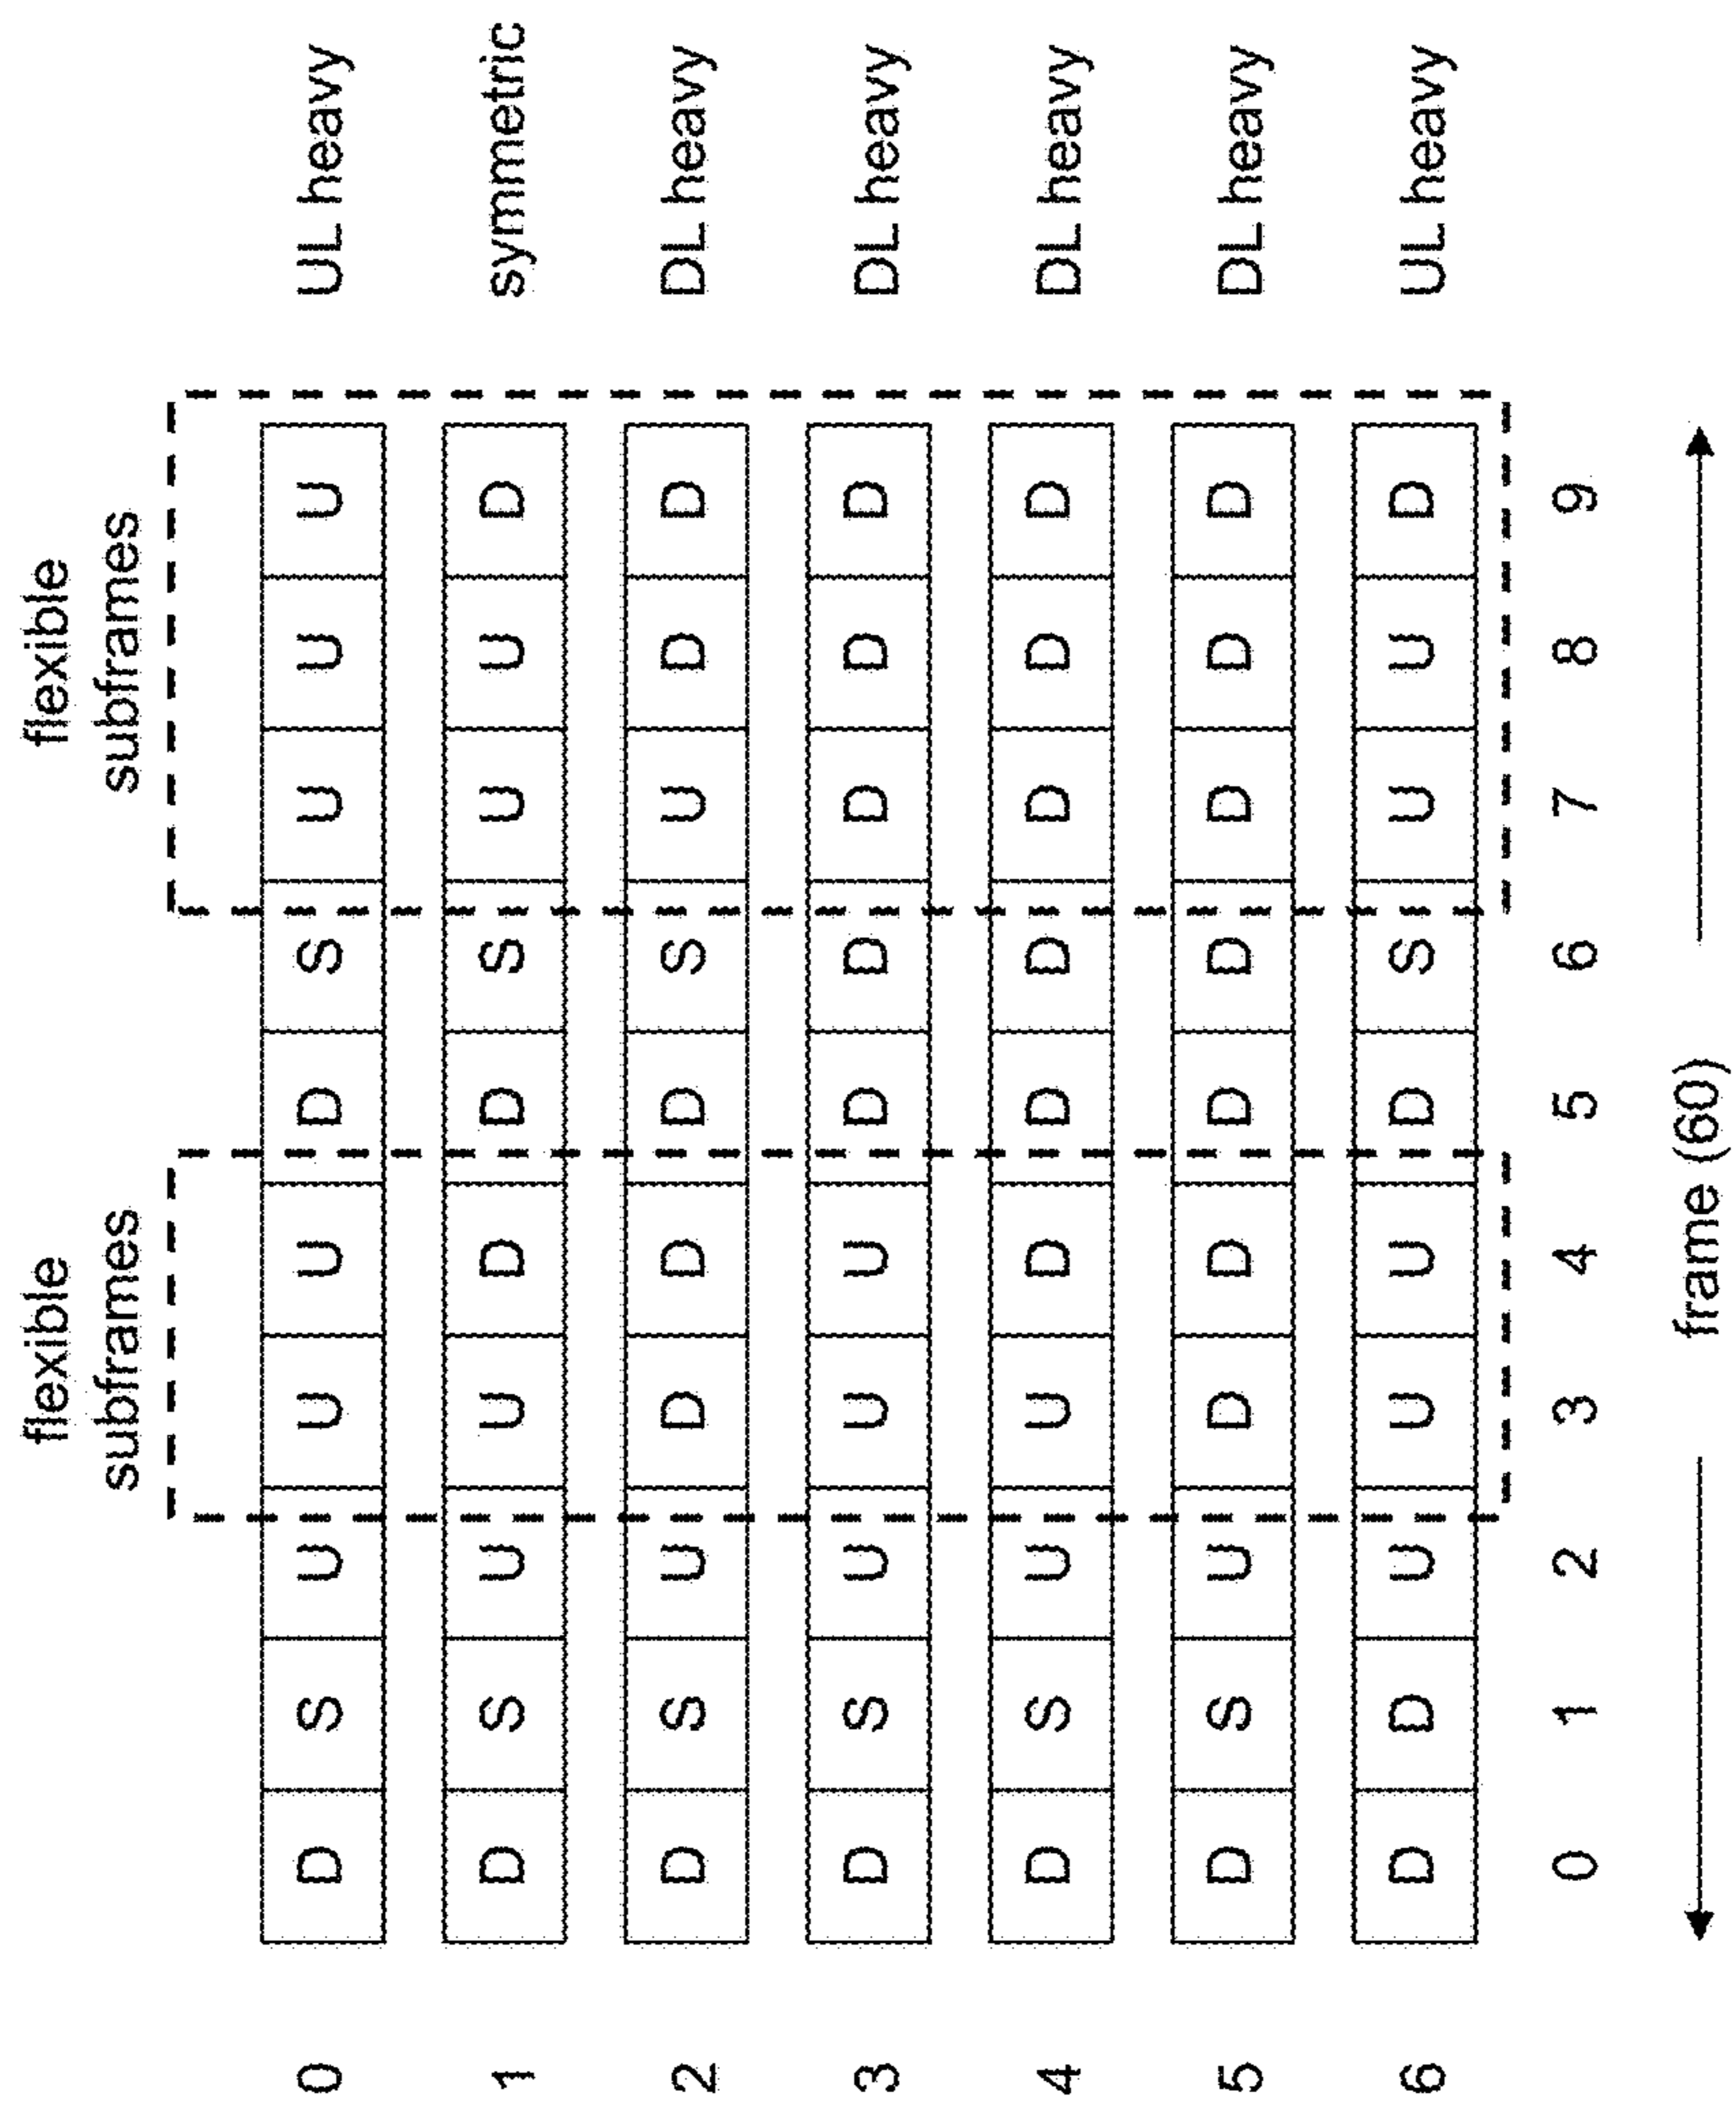 flexible
subframes
flexible
subframes
0 D S U U U D S U U U UL heavy
1 D S U U D D S U U D symmetric
2 D S U D D D S U D D DL heavy
3 D S U U U D D D D D DL heavy
4 D S U U D D D D D D DL heavy
5 D S U D D D D D D D DL heavy
6 D D U U U D S U U D UL heavy
0 1 2 3 4 5 6 7 8 9
frame (60)